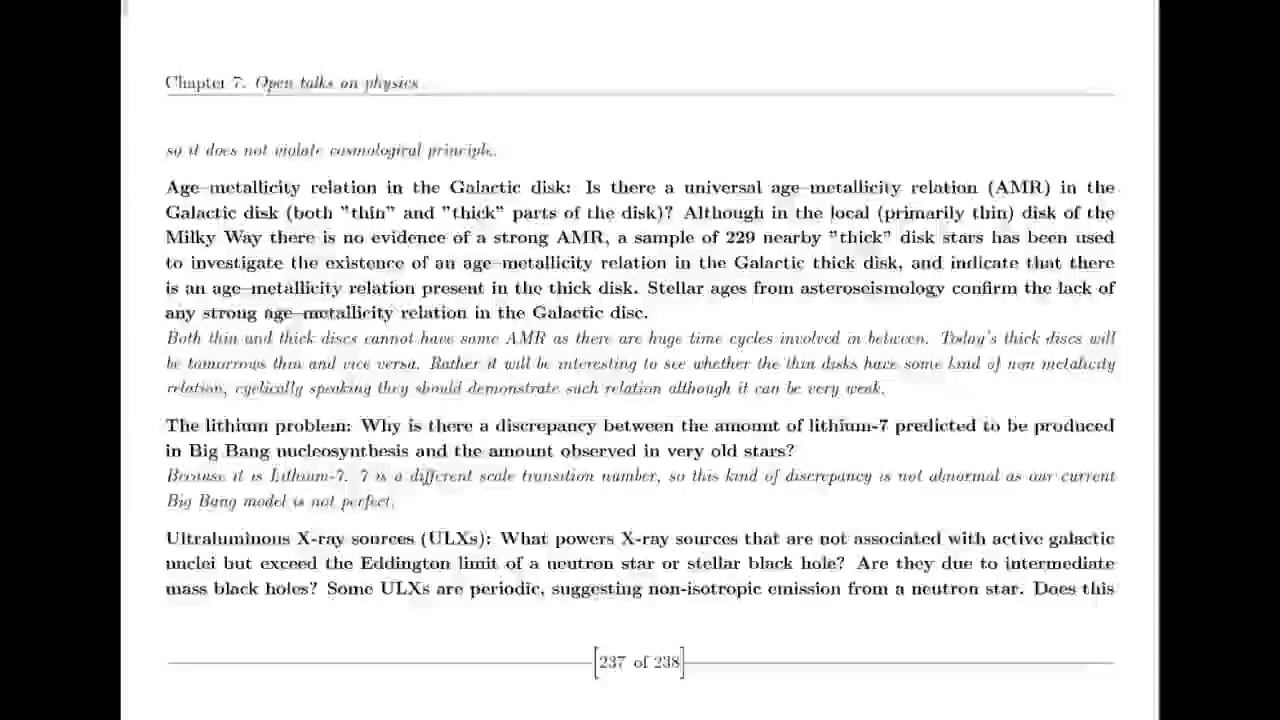 Chapter 7. Open talks on physics
so it does not violate cosmological principle.
Age–metallicity relation in the Galactic disk: Is there a universal age–metallicity relation (AMR) in the
Galactic disk (both "thin" and "thick" parts of the disk)? Although in the local (primarily thin) disk of the
Milky Way there is no evidence of a strong AMR, a sample of 229 nearby "thick" disk stars has been used
to investigate the existence of an age–metallicity relation in the Galactic thick disk, and indicate that there
is an age–metallicity relation present in the thick disk. Stellar ages from asteroseismology confirm the lack of
any strong age–metallicity relation in the Galactic disc.
Both thin and thick discs cannot have same AMR as there are huge time cycles involved in between. Today's thick discs will
be tomorrows thin and vice versa. Rather it will be interesting to see whether the thin disks have some kind of non metalicity
relation, cyclically speaking they should demonstrate such relation although it can be very weak.
The lithium problem: Why is there a discrepancy between the amount of lithium-7 predicted to be produced
in Big Bang nucleosynthesis and the amount observed in very old stars?
Because it is Lithium-7. 7 is a different scale transition number, so this kind of discrepancy is not abnormal as our current
Big Bang model is not perfect.
Ultraluminous X-ray sources (ULXs): What powers X-ray sources that are not associated with active galactic
nuclei but exceed the Eddington limit of a neutron star or stellar black hole? Are they due to intermediate
mass black holes? Some ULXs are periodic, suggesting non-isotropic emission from a neutron star. Does this
[237 of 238]